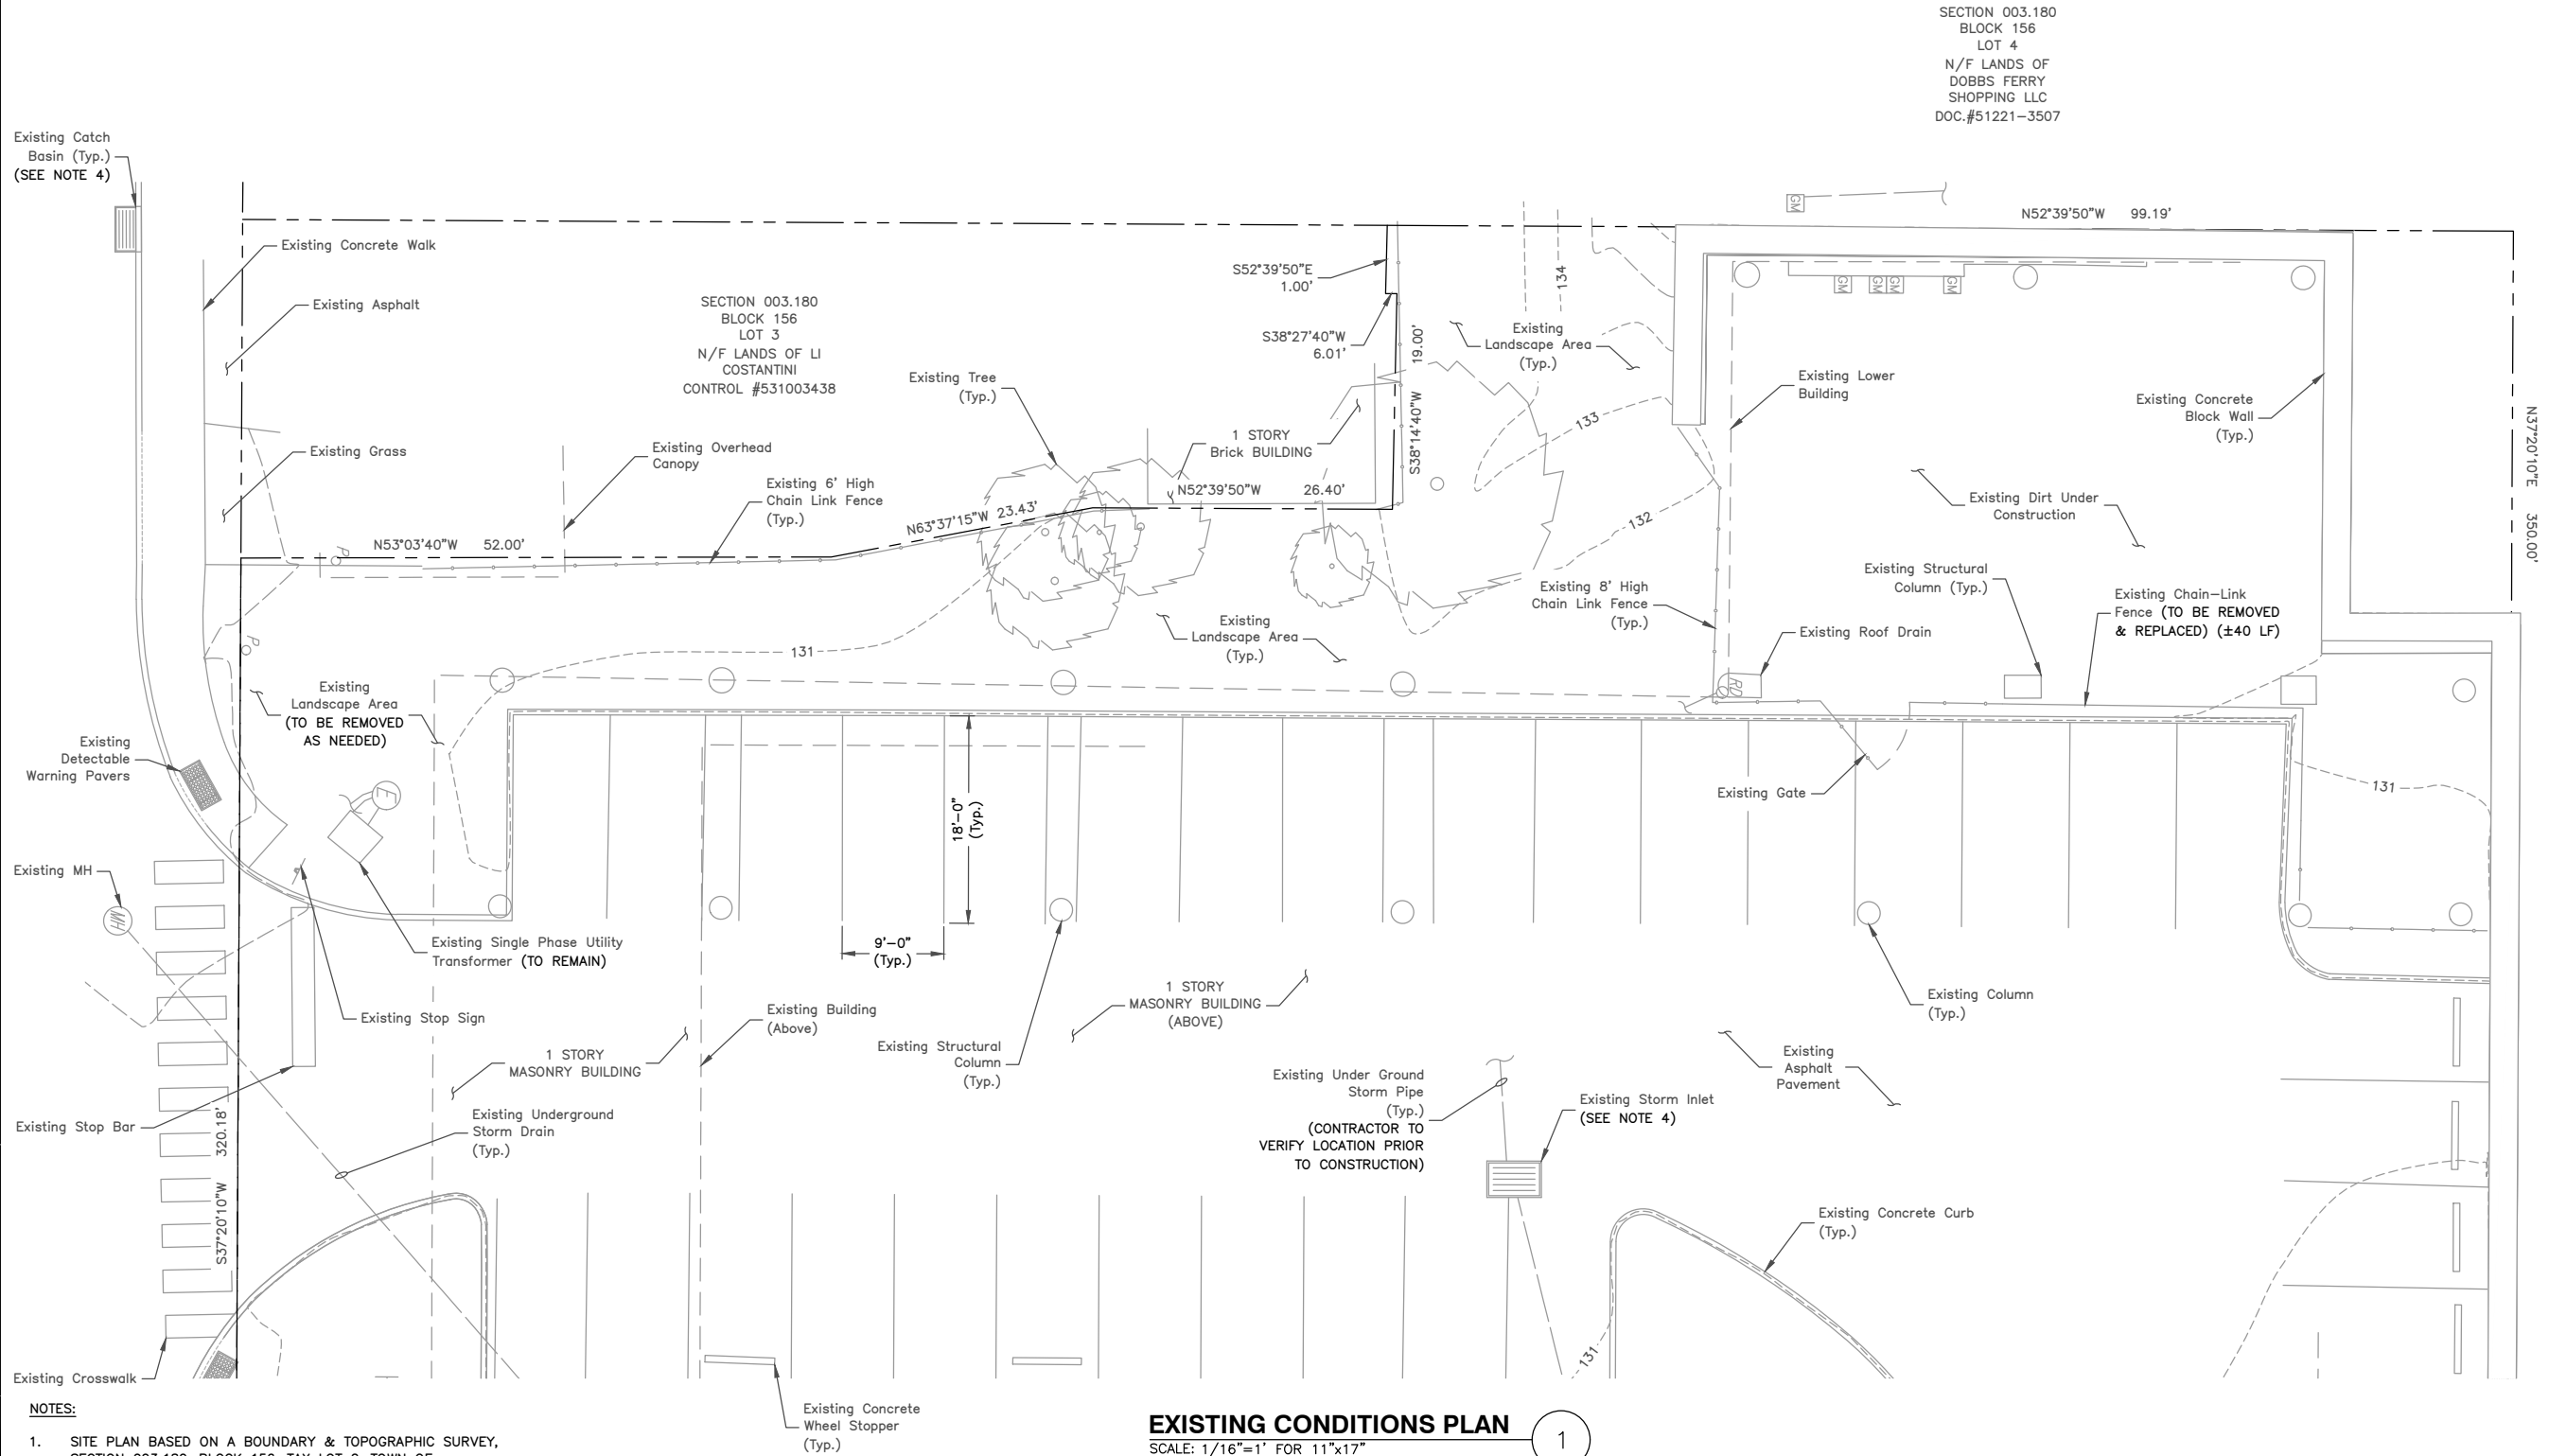 SECTION 003.180
BLOCK 156
LOT 4
N/F LANDS OF
DOBBS FERRY
SHOPPING LLC
DOC.#51221-3507
Existing Catch
Basin (Typ.)
(SEE NOTE 4)
GM
N52°39'50"W 99.19'
Existing Concrete Walk
Existing Asphalt
SECTION 003.180
BLOCK 156
LOT 3
N/F LANDS OF LI
COSTANTINI
CONTROL #531003438
S52°39'50"E
1.00'
S38°27'40"W
6.01'
S38°14'40"W 19.00'
134
Existing
Landscape Area
(Typ.)
GM
GM
GM
GM
Existing Lower
Building
Existing Concrete
Block Wall
(Typ.)
N37°20'10"E 350.00'
Existing Tree
(Typ.)
1 STORY
Brick BUILDING
133
Existing Grass
Existing Overhead
Canopy
Existing 6' High
Chain Link Fence
(Typ.)
N52°39'50"W 26.40'
N63°37'15"W 23.43'
N53°03'40"W 52.00'
132
Existing Dirt Under
Construction
Existing 8' High
Chain Link Fence
(Typ.)
Existing Structural
Column (Typ.)
Existing Chain-Link
Fence (TO BE REMOVED
& REPLACED) (±40 LF)
Existing Roof Drain
RD
P
P
131
Existing
Landscape Area
(Typ.)
Existing
Landscape Area
(TO BE REMOVED
AS NEEDED)
Existing
Detectable
Warning Pavers
E
18'-0"
(Typ.)
Existing Gate
131
Existing MH
MH
9'-0"
(Typ.)
Existing Single Phase Utility
Transformer (TO REMAIN)
Existing Stop Sign
1 STORY
MASONRY BUILDING
Existing Building
(Above)
Existing Structural
Column
(Typ.)
1 STORY
MASONRY BUILDING
(ABOVE)
Existing Column
(Typ.)
Existing
Asphalt
Pavement
Existing Under Ground
Storm Pipe
(Typ.)
(CONTRACTOR TO
VERIFY LOCATION PRIOR
TO CONSTRUCTION)
Existing Storm Inlet
(SEE NOTE 4)
Existing Stop Bar
Existing Underground
Storm Drain
(Typ.)
S37°20'10"W 320.18'
Existing Concrete Curb
(Typ.)
131
Existing Crosswalk
Existing Concrete
Wheel Stopper
(Typ.)
NOTES:
1. SITE PLAN BASED ON A BOUNDARY & TOPOGRAPHIC SURVEY,
EXISTING CONDITIONS PLAN
SCALE: 1/16"=1' FOR 11"x17"
1